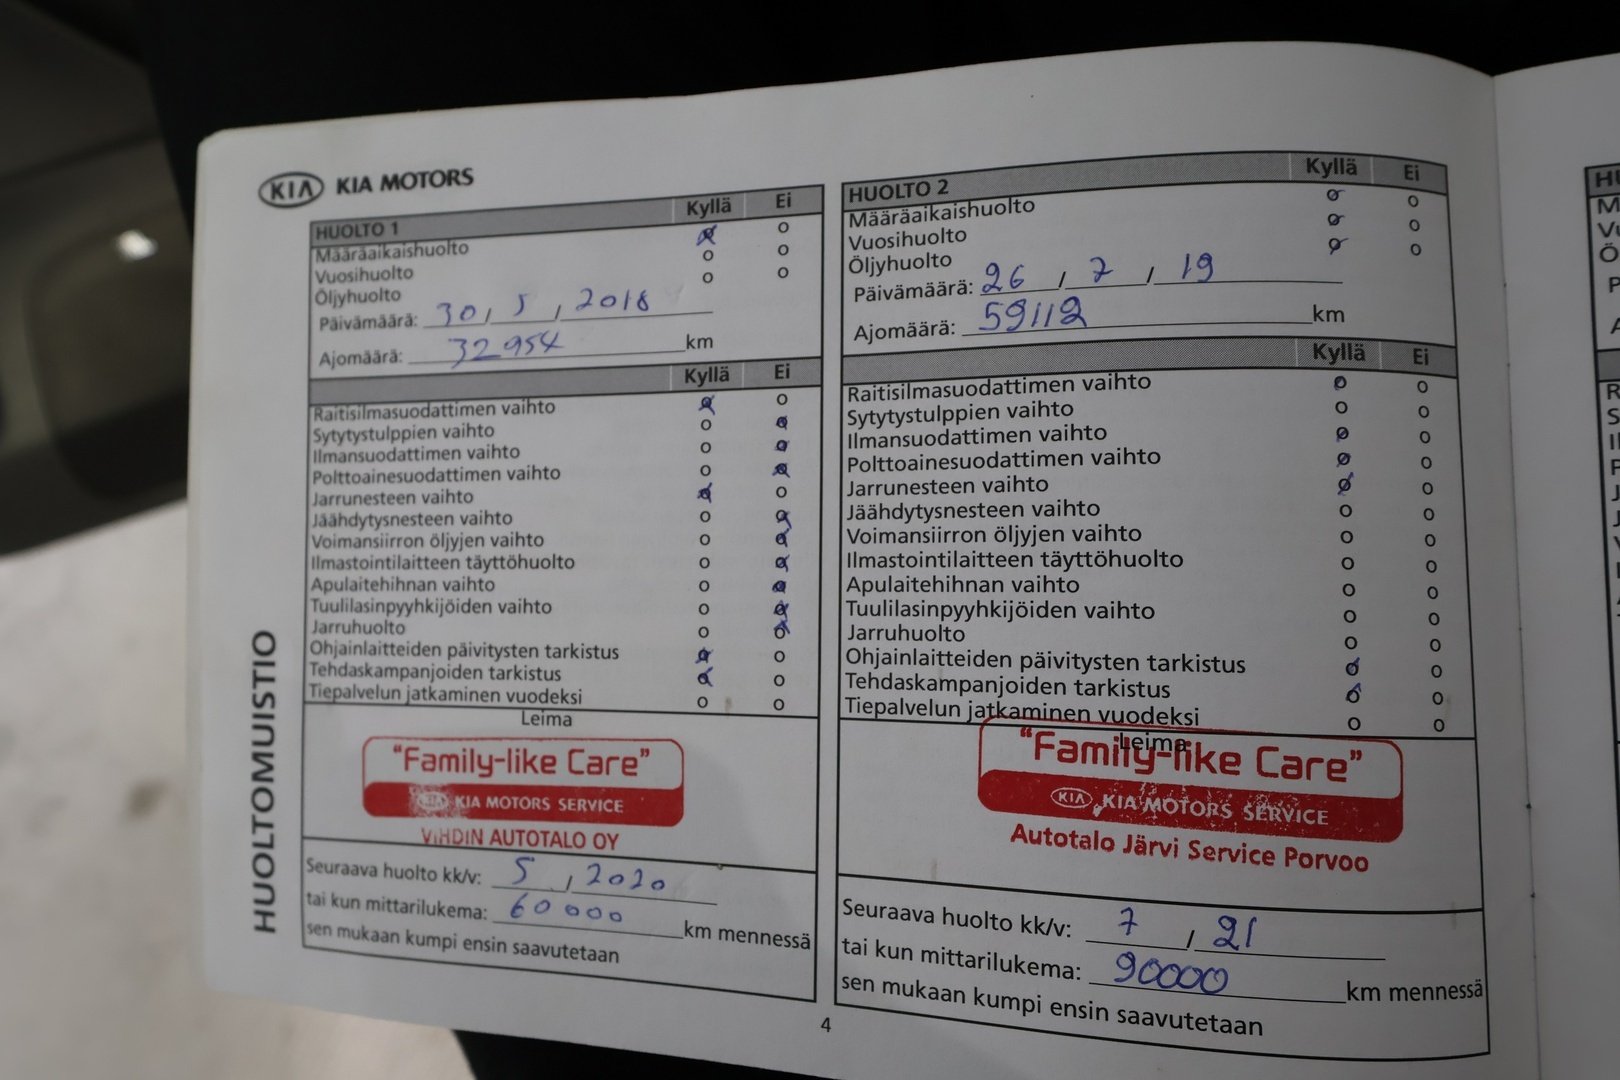 KIA KIA MOTORS
HUOLTOMUISTIO
HUOLTO 1 Kyllä Ei
Määräaikaishuolto o
Vuosihuolto o o
Öljyhuolto o o
Päivämäärä: 30 / 5 / 2018
Ajomäärä: 32954 km
Kyllä Ei
Raitisilmasuodattimen vaihto o
Sytytystulppien vaihto o
Ilmansuodattimen vaihto o
Polttoainesuodattimen vaihto o
Jarrunesteen vaihto o
Jäähdytysnesteen vaihto o
Voimansiirron öljyjen vaihto o
Ilmastointilaitteen täyttöhuolto o
Apulaitehihnan vaihto o
Tuulilasinpyyhkijöiden vaihto o
Jarruhuolto o
Ohjainlaitteiden päivitysten tarkistus o
Tehdaskampanjoiden tarkistus o
Tiepalvelun jatkaminen vuodeksi o o
Leima
"Family-like Care"
KIA KIA MOTORS SERVICE
VIHDIN AUTOTALO OY
Seuraava huolto kk/v: 5 / 2020
tai kun mittarilukema: 60000 km mennessä
sen mukaan kumpi ensin saavutetaan
HUOLTO 2 Kyllä Ei
Määräaikaishuolto o
Vuosihuolto o
Öljyhuolto o
Päivämäärä: 26 / 7 / 19
Ajomäärä: 59112 km
Kyllä Ei
Raitisilmasuodattimen vaihto o
Sytytystulppien vaihto o o
Ilmansuodattimen vaihto o
Polttoainesuodattimen vaihto o
Jarrunesteen vaihto o
Jäähdytysnesteen vaihto o o
Voimansiirron öljyjen vaihto o o
Ilmastointilaitteen täyttöhuolto o o
Apulaitehihnan vaihto o o
Tuulilasinpyyhkijöiden vaihto o o
Jarruhuolto o o
Ohjainlaitteiden päivitysten tarkistus o
Tehdaskampanjoiden tarkistus o
Tiepalvelun jatkaminen vuodeksi o o
Leima
"Family-like Care"
KIA KIA MOTORS SERVICE
Autotalo Järvi Service Porvoo
Seuraava huolto kk/v: 7 / 21
tai kun mittarilukema: 90000 km mennessä
sen mukaan kumpi ensin saavutetaan
4